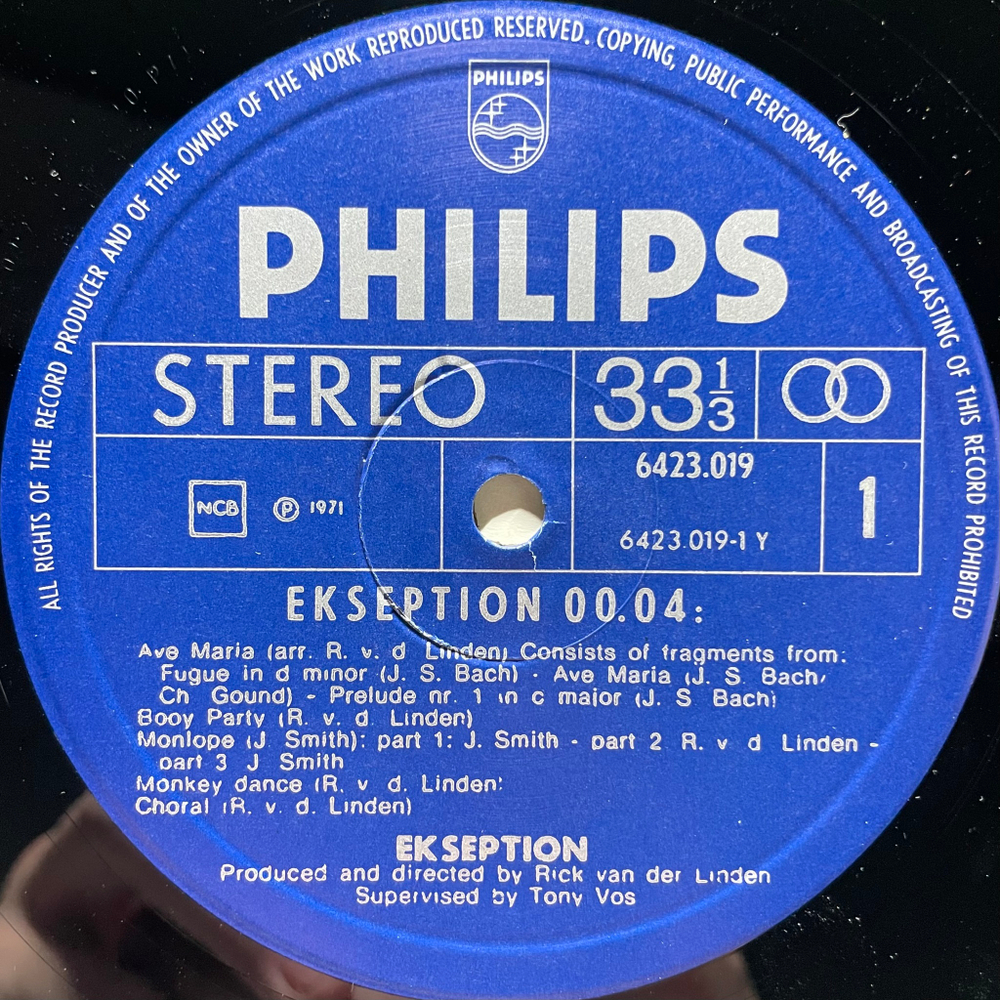 ALL RIGHTS OF THE RECORD PRODUCER AND OF THE OWNER OF THE WORK REPRODUCED RESERVED. COPYING, PUBLIC PERFORMANCE AND BROADCASTING OF THIS RECORD PROHIBITED
PHILIPS
PHILIPS
STEREO 33 1/3
NCB ℗ 1971
6423.019
6423.019-1 Y
1
EKSEPTION 00.04:
Ave Maria (arr. R. v. d Linden) Consists of fragments from:
Fugue in d minor (J. S. Bach) - Ave Maria (J. S. Bach/
Ch Gound) - Prelude nr. 1 in c major (J. S Bach)
Booy Party (R. v. d. Linden)
Monlope (J. Smith): part 1: J. Smith - part 2 R. v d Linden -
part 3 J Smith
Monkey dance (R. v d. Linden)
Choral (R. v. d. Linden)
EKSEPTION
Produced and directed by Rick van der Linden
Supervised by Tony Vos